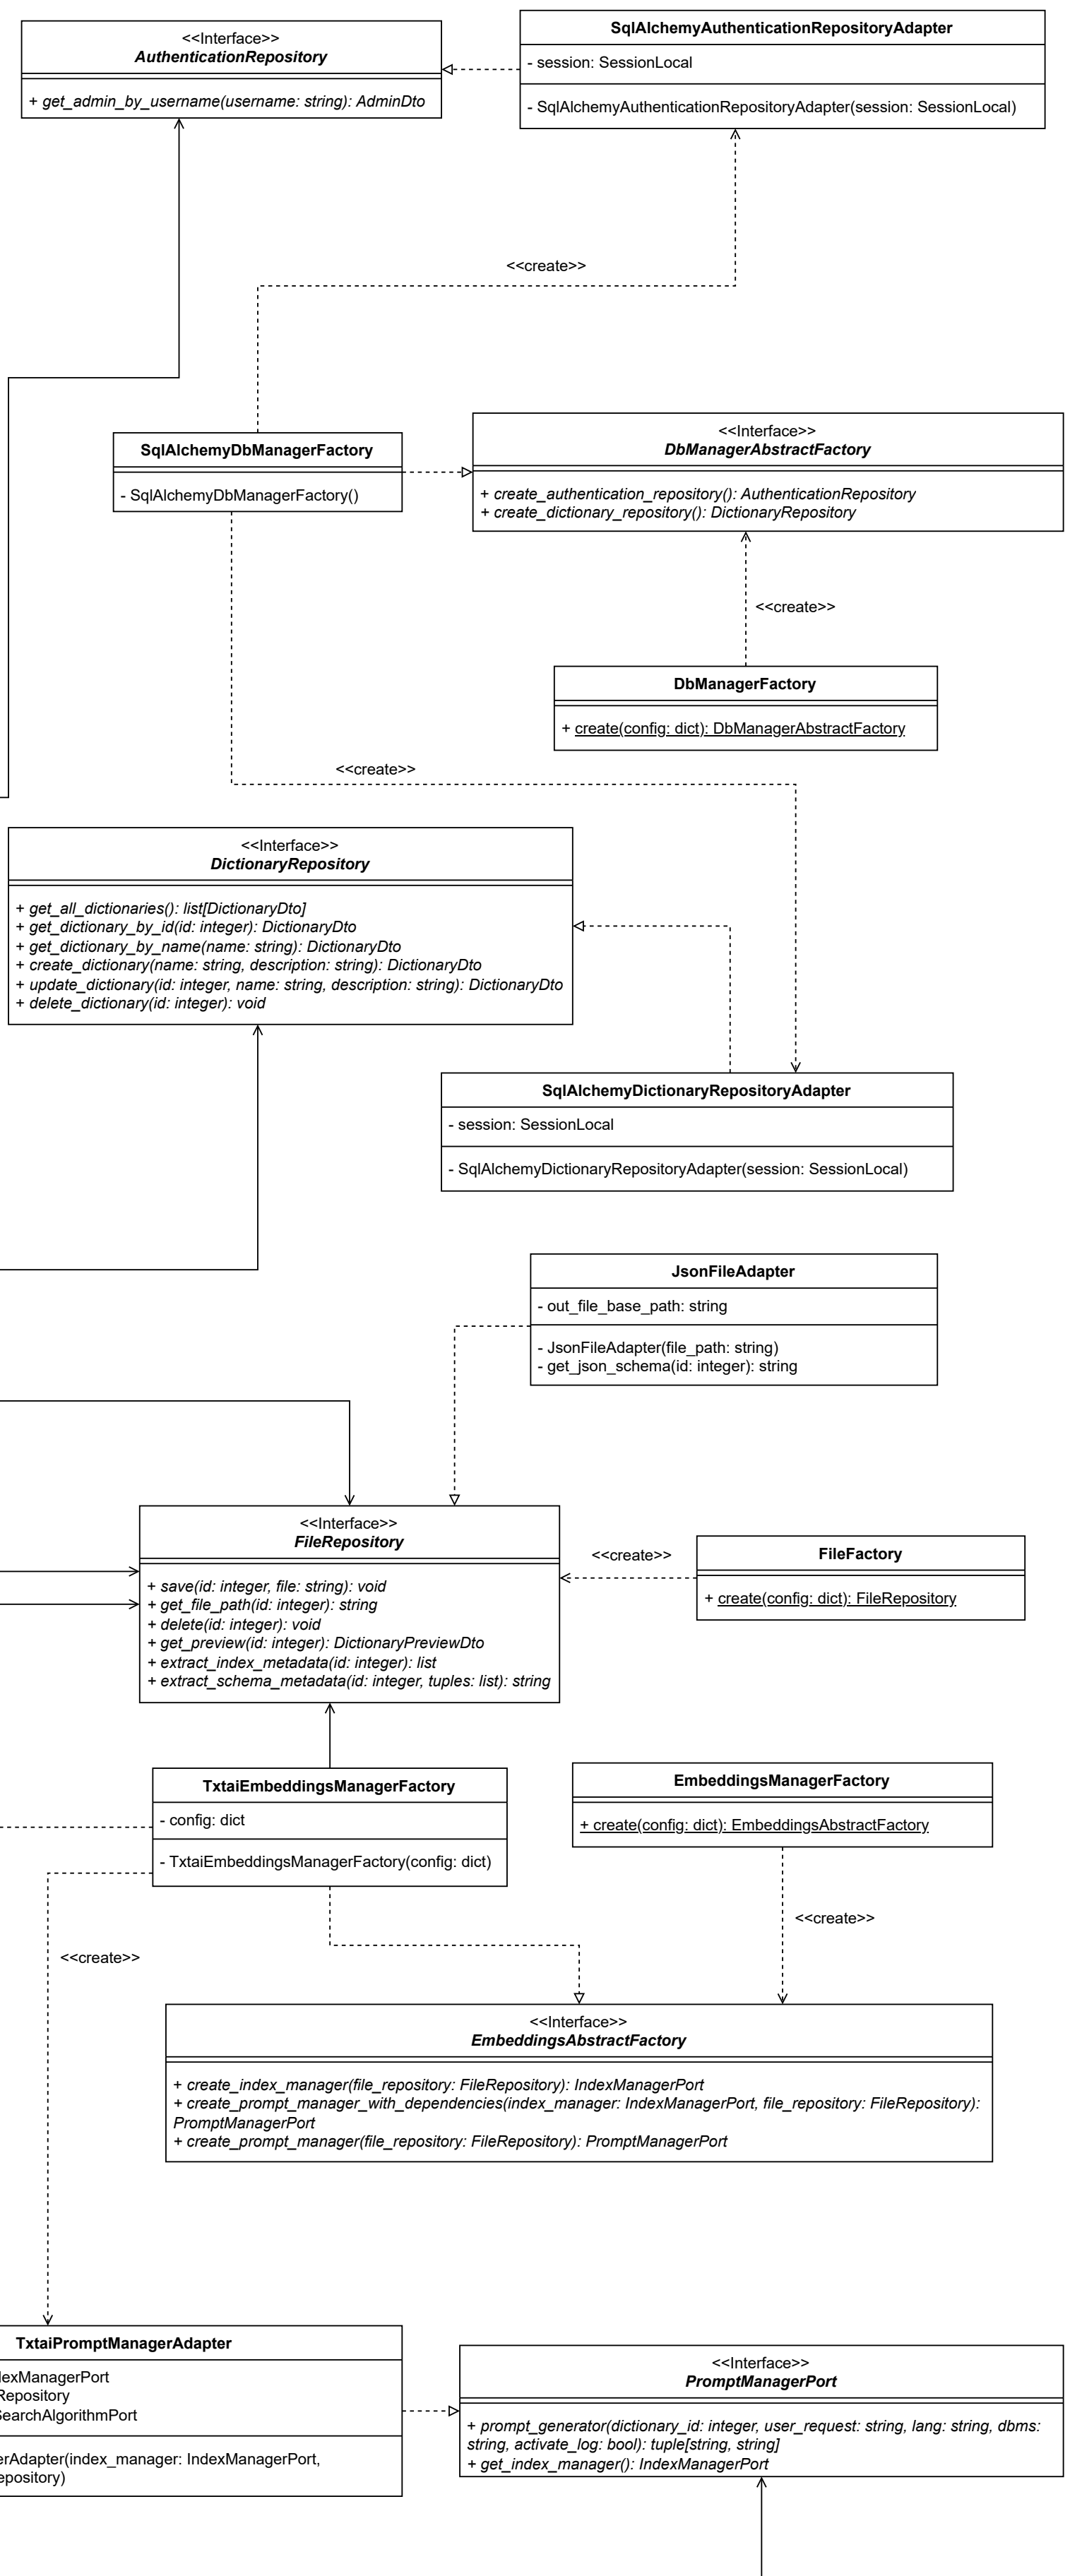 <<Interface>>
AuthenticationRepository
+ get_admin_by_username(username: string): AdminDto
SqlAlchemyAuthenticationRepositoryAdapter
- session: SessionLocal
- SqlAlchemyAuthenticationRepositoryAdapter(session: SessionLocal)
<<create>>
SqlAlchemyDbManagerFactory
- SqlAlchemyDbManagerFactory()
<<Interface>>
DbManagerAbstractFactory
+ create_authentication_repository(): AuthenticationRepository
+ create_dictionary_repository(): DictionaryRepository
<<create>>
DbManagerFactory
+ create(config: dict): DbManagerAbstractFactory
<<create>>
<<Interface>>
DictionaryRepository
+ get_all_dictionaries(): list[DictionaryDto]
+ get_dictionary_by_id(id: integer): DictionaryDto
+ get_dictionary_by_name(name: string): DictionaryDto
+ create_dictionary(name: string, description: string): DictionaryDto
+ update_dictionary(id: integer, name: string, description: string): DictionaryDto
+ delete_dictionary(id: integer): void
SqlAlchemyDictionaryRepositoryAdapter
- session: SessionLocal
- SqlAlchemyDictionaryRepositoryAdapter(session: SessionLocal)
JsonFileAdapter
- out_file_base_path: string
- JsonFileAdapter(file_path: string)
- get_json_schema(id: integer): string
<<Interface>>
FileRepository
+ save(id: integer, file: string): void
+ get_file_path(id: integer): string
+ delete(id: integer): void
+ get_preview(id: integer): DictionaryPreviewDto
+ extract_index_metadata(id: integer): list
+ extract_schema_metadata(id: integer, tuples: list): string
<<create>>
FileFactory
+ create(config: dict): FileRepository
TxtaiEmbeddingsManagerFactory
- config: dict
- TxtaiEmbeddingsManagerFactory(config: dict)
EmbeddingsManagerFactory
+ create(config: dict): EmbeddingsAbstractFactory
<<create>>
<<create>>
<<Interface>>
EmbeddingsAbstractFactory
+ create_index_manager(file_repository: FileRepository): IndexManagerPort
+ create_prompt_manager_with_dependencies(index_manager: IndexManagerPort, file_repository: FileRepository):
PromptManagerPort
+ create_prompt_manager(file_repository: FileRepository): PromptManagerPort
TxtaiPromptManagerAdapter
lexManagerPort
Repository
SearchAlgorithmPort
erAdapter(index_manager: IndexManagerPort,
epository)
<<Interface>>
PromptManagerPort
+ prompt_generator(dictionary_id: integer, user_request: string, lang: string, dbms:
string, activate_log: bool): tuple[string, string]
+ get_index_manager(): IndexManagerPort